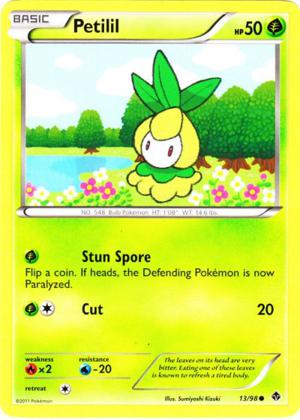 BASIC
Petilil
HP 50
NO. 548 Bulb Pokémon HT: 1'08" WT: 14.6 lbs.
Stun Spore
Flip a coin. If heads, the Defending Pokémon is now
Paralyzed.
Cut 20
weakness
×2
resistance
-20
retreat
The leaves on its head are very
bitter. Eating one of these leaves
is known to refresh a tired body.
©2011 Pokémon
Illus. Sumiyoshi Kizuki
13/98